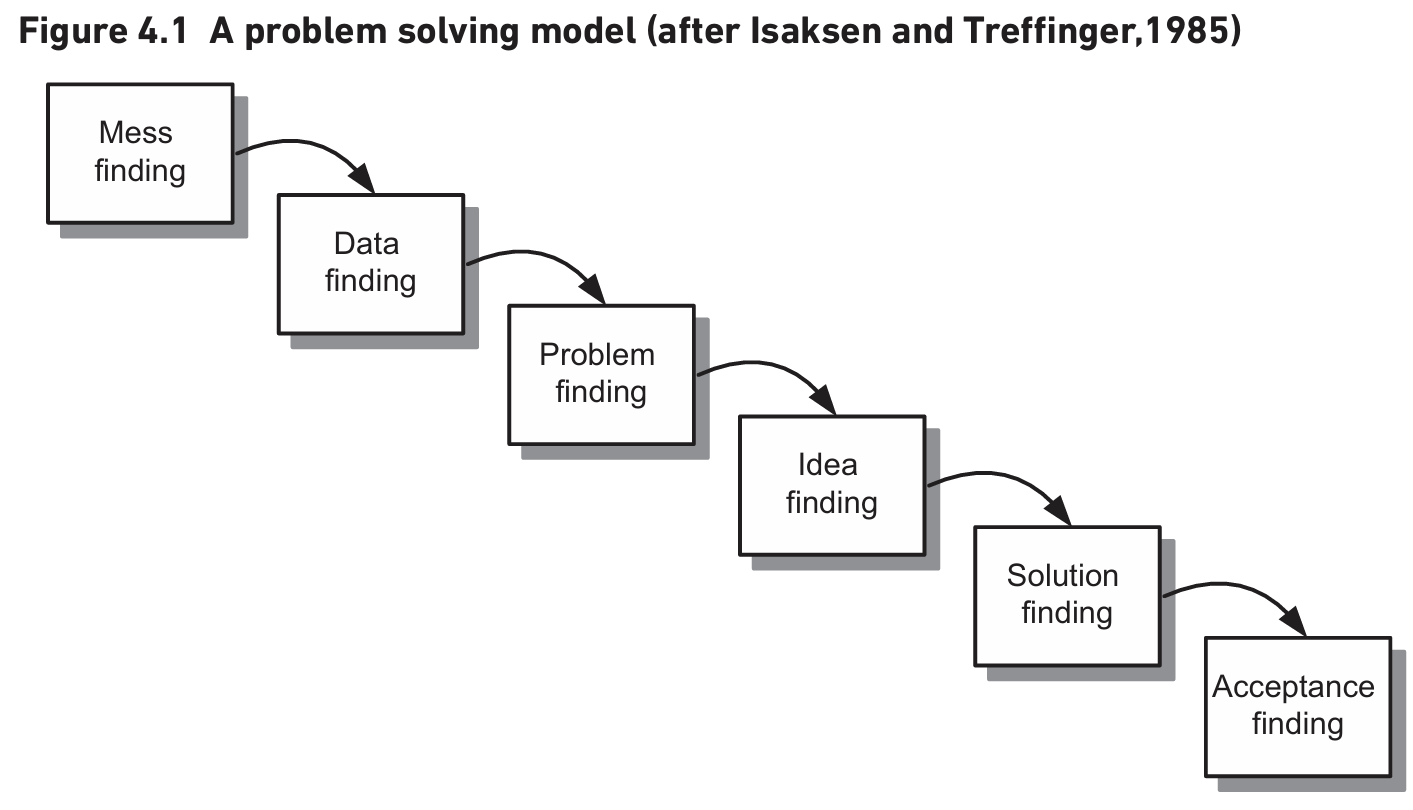 Figure 4.1 A problem solving model (after Isaksen and Treffinger,1985)
Mess
finding
Data
finding
Problem
finding
Idea
finding
Solution
finding
Acceptance
finding